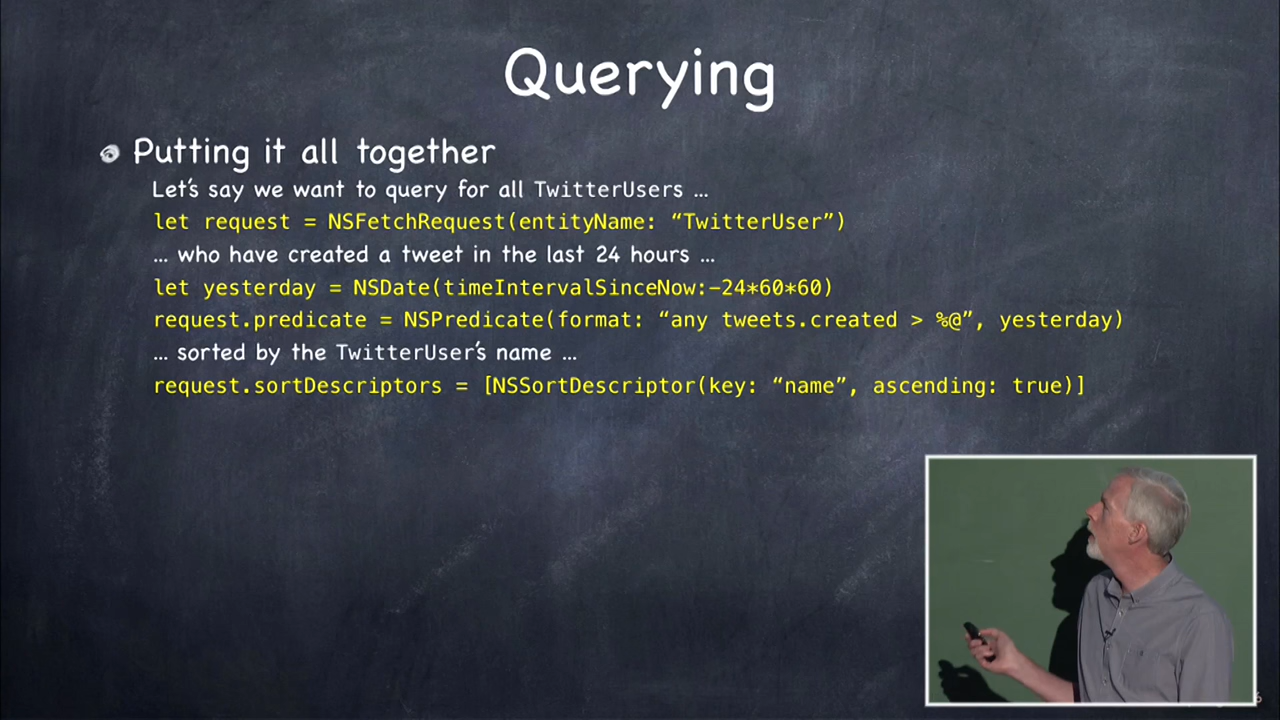 Querying
Putting it all together
Let's say we want to query for all TwitterUsers ...
let request = NSFetchRequest(entityName: “TwitterUser”)
... who have created a tweet in the last 24 hours ...
let yesterday = NSDate(timeIntervalSinceNow:-24*60*60)
request.predicate = NSPredicate(format: “any tweets.created > %@”, yesterday)
... sorted by the TwitterUser's name ...
request.sortDescriptors = [NSSortDescriptor(key: “name”, ascending: true)]